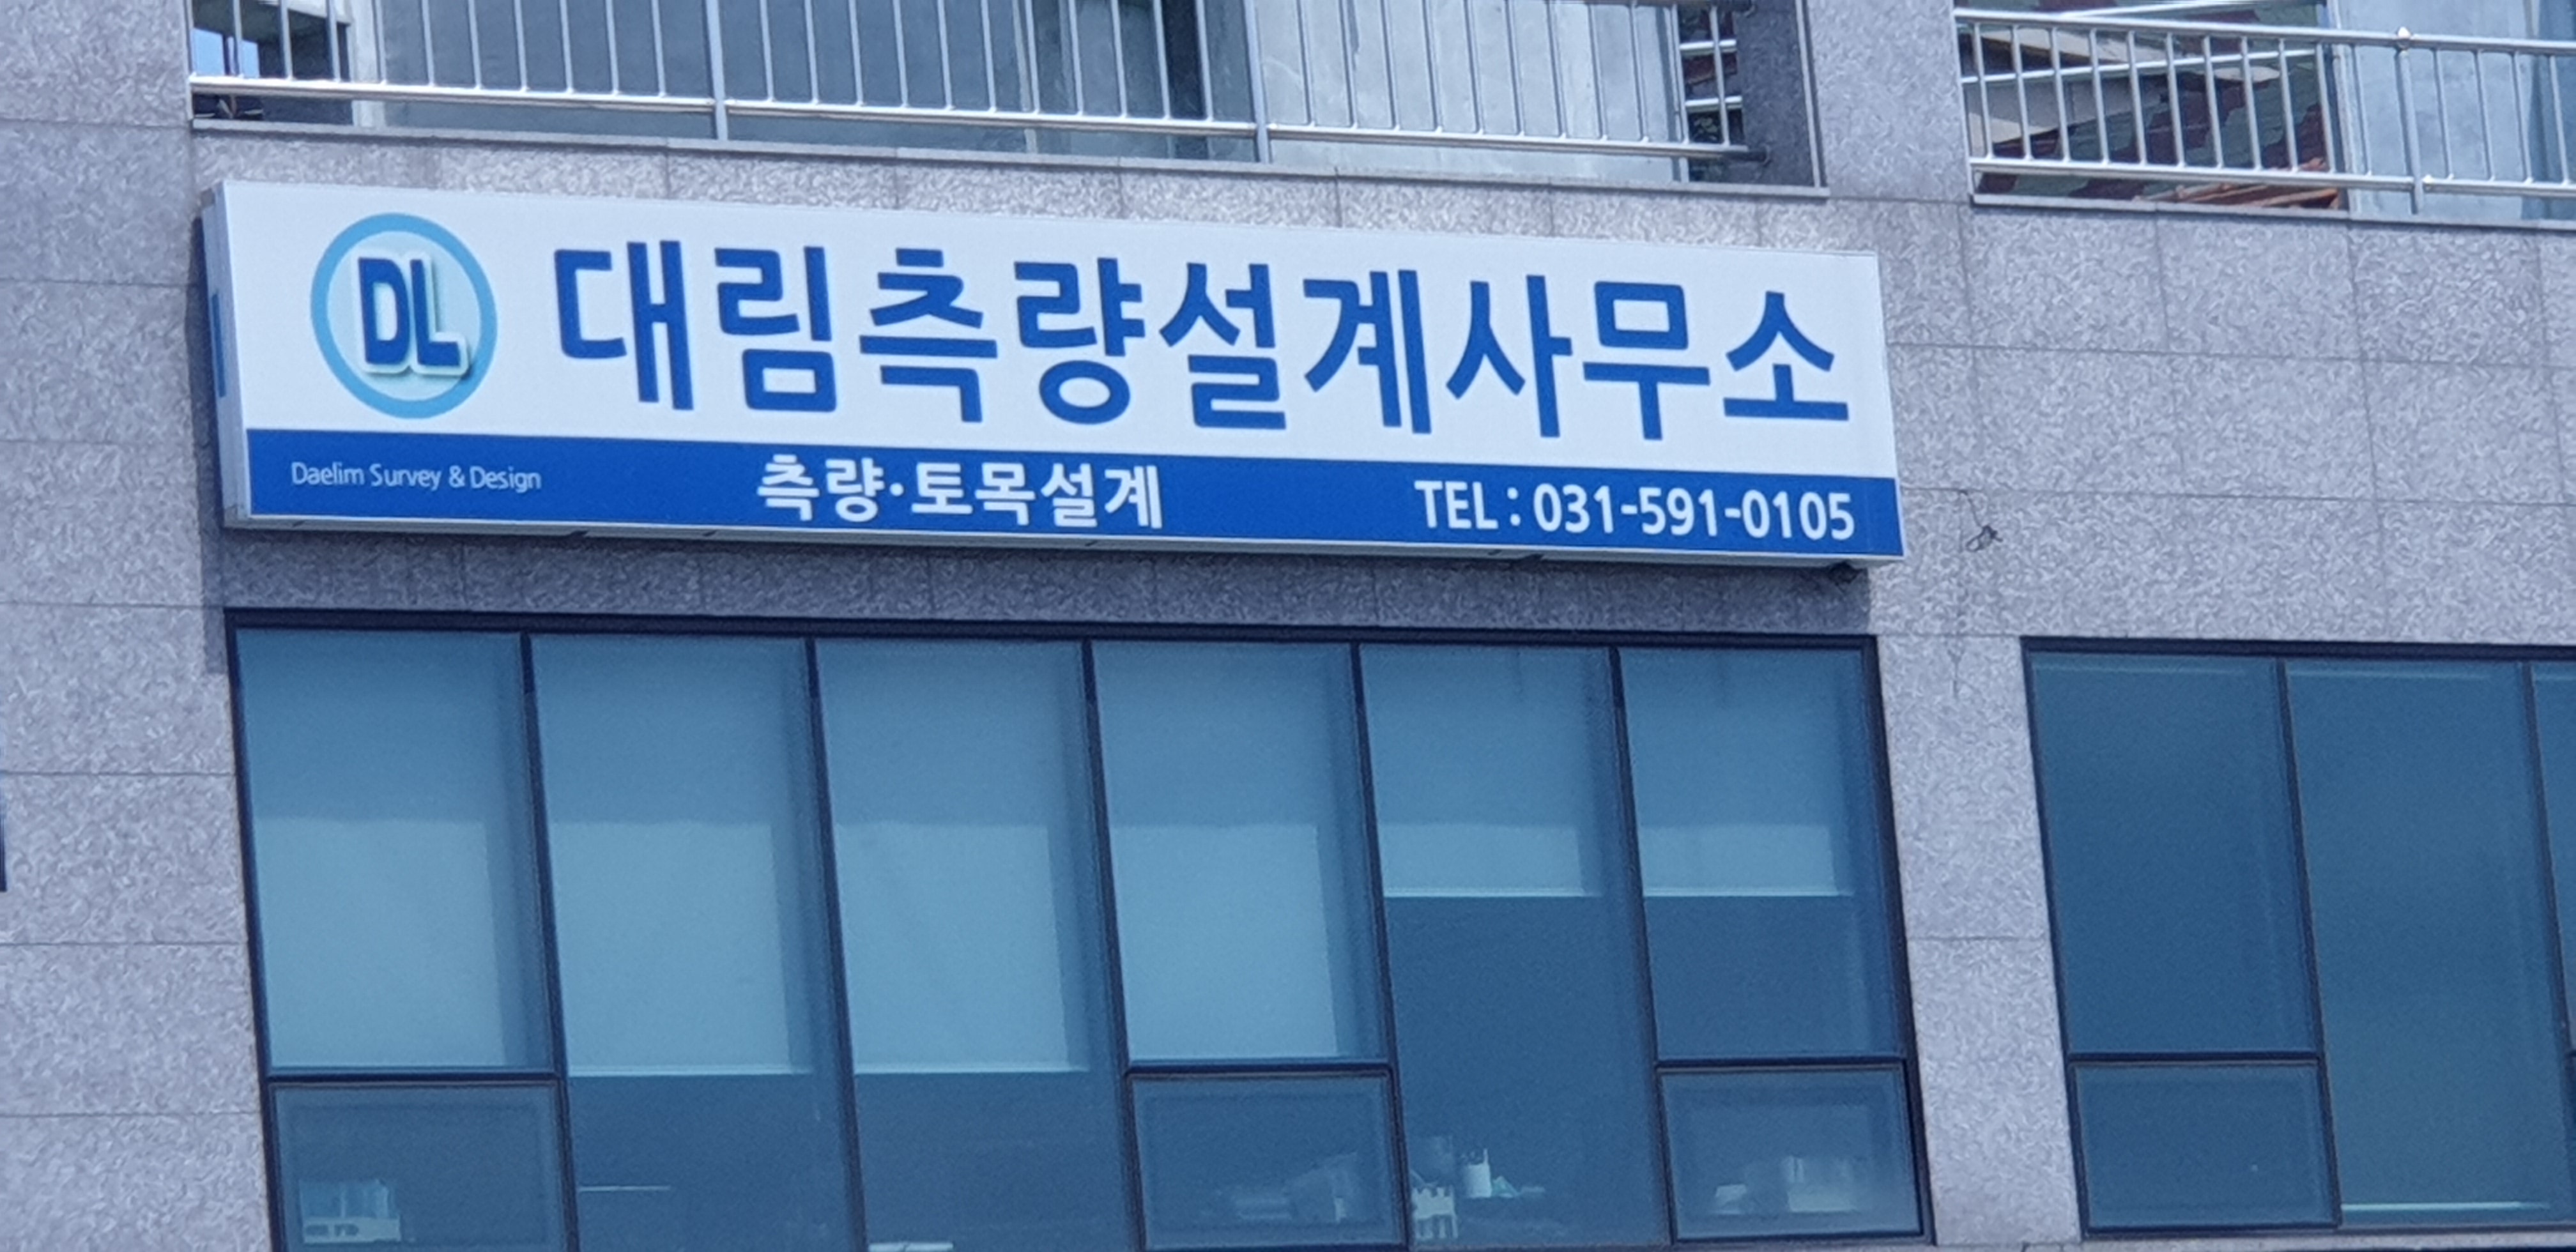 DL 대림측량설계사무소
Daelim Survey & Design 측량·토목설계 TEL : 031-591-0105